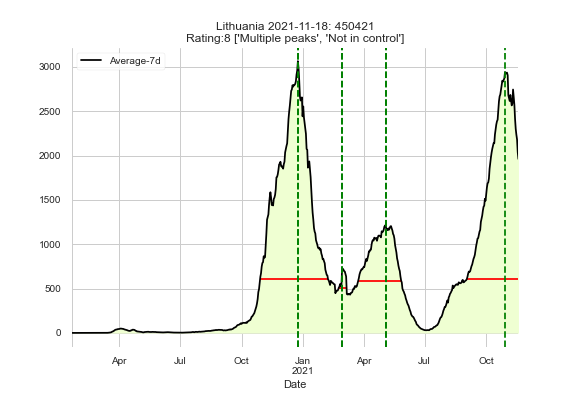 Lithuania 2021-11-18: 450421
Rating:8 ['Multiple peaks', 'Not in control']
Average-7d
3000
2500
2000
1500
1000
500
0
Apr Jul Oct Jan Apr Jul Oct
2021
Date